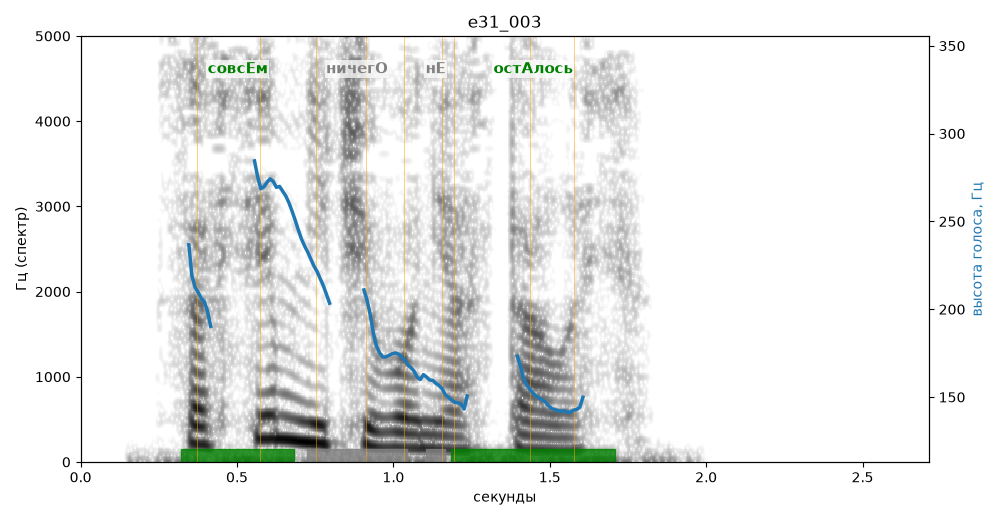 e31_003
5000
4000
3000
2000
1000
0
Гц (спектр)
совсЕм
ничегО
нЕ
остАлось
350
300
250
200
150
высота голоса, Гц
0.0
0.5
1.0
1.5
2.0
2.5
секунды